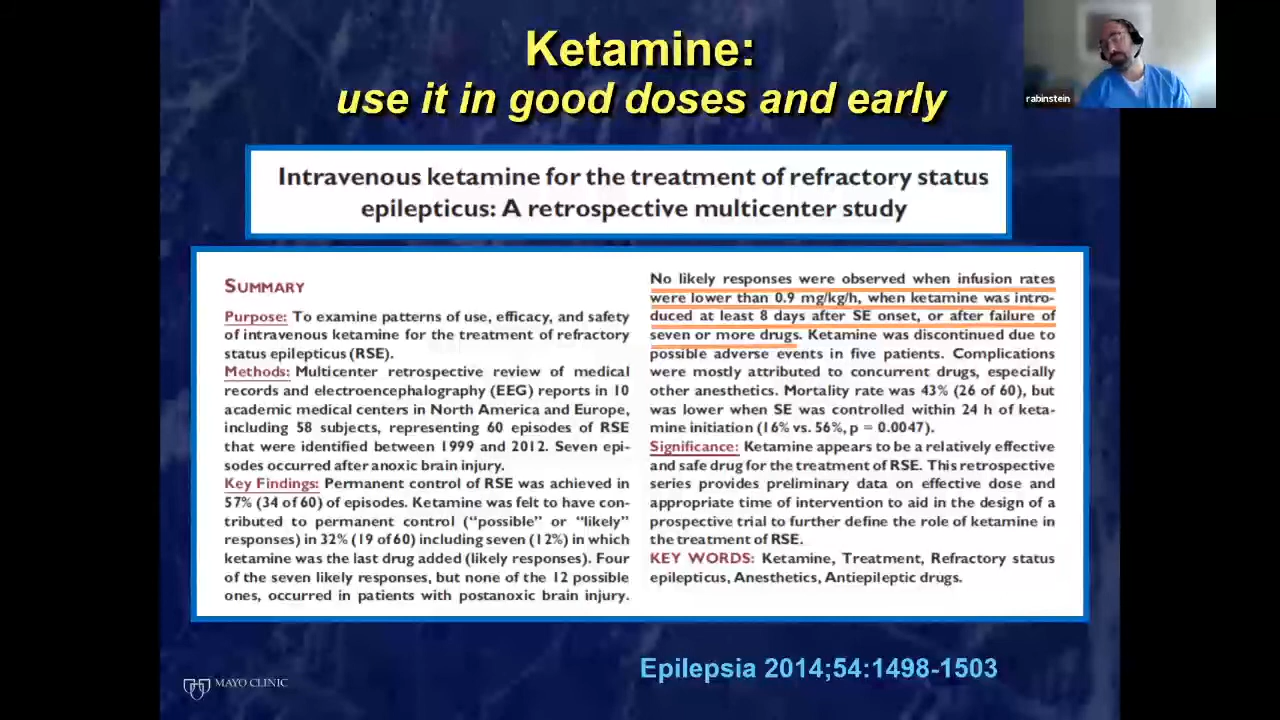 Ketamine:
use it in good doses and early
rabinstein
Intravenous ketamine for the treatment of refractory status
epilepticus: A retrospective multicenter study
SUMMARY
Purpose: To examine patterns of use, efficacy, and safety
of intravenous ketamine for the treatment of refractory
status epilepticus (RSE).
Methods: Multicenter retrospective review of medical
records and electroencephalography (EEG) reports in 10
academic medical centers in North America and Europe,
including 58 subjects, representing 60 episodes of RSE
that were identified between 1999 and 2012. Seven epi-
sodes occurred after anoxic brain injury.
Key Findings: Permanent control of RSE was achieved in
57% (34 of 60) of episodes. Ketamine was felt to have con-
tributed to permanent control (“possible” or “likely”
responses) in 32% (19 of 60) including seven (12%) in which
ketamine was the last drug added (likely responses). Four
of the seven likely responses, but none of the 12 possible
ones, occurred in patients with postanoxic brain injury.
No likely responses were observed when infusion rates
were lower than 0.9 mg/kg/h, when ketamine was intro-
duced at least 8 days after SE onset, or after failure of
seven or more drugs. Ketamine was discontinued due to
possible adverse events in five patients. Complications
were mostly attributed to concurrent drugs, especially
other anesthetics. Mortality rate was 43% (26 of 60), but
was lower when SE was controlled within 24 h of keta-
mine initiation (16% vs. 56%, p = 0.0047).
Significance: Ketamine appears to be a relatively effective
and safe drug for the treatment of RSE. This retrospective
series provides preliminary data on effective dose and
appropriate time of intervention to aid in the design of a
prospective trial to further define the role of ketamine in
the treatment of RSE.
KEY WORDS: Ketamine, Treatment, Refractory status
epilepticus, Anesthetics, Antiepileptic drugs.
Epilepsia 2014;54:1498-1503
MAYO CLINIC